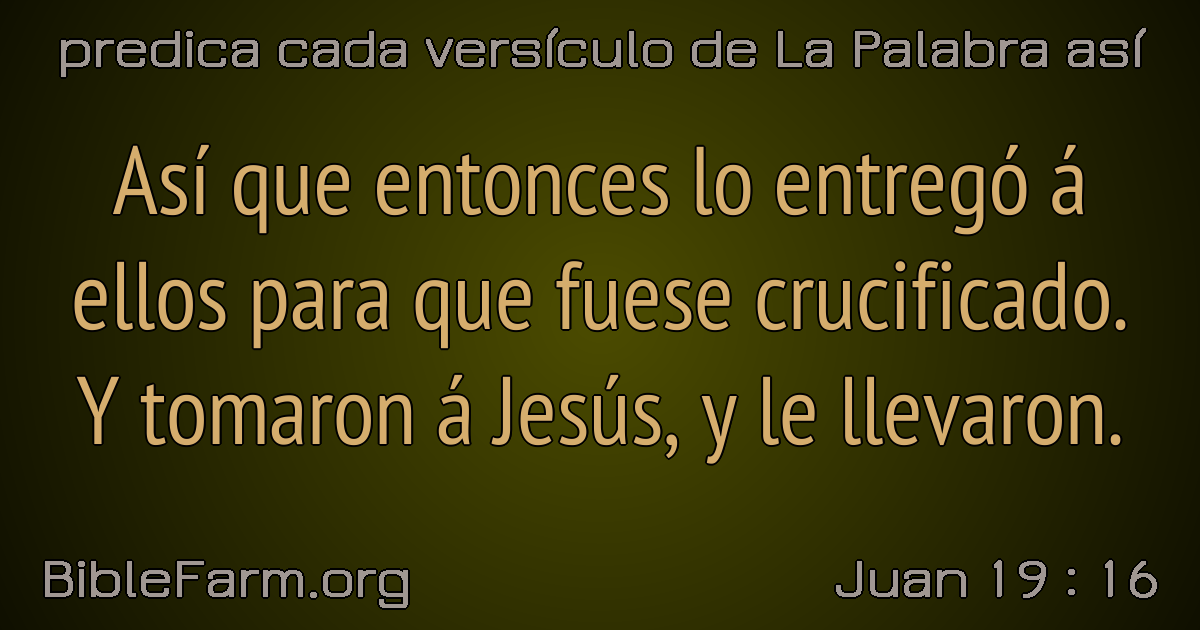 predica cada versículo de La Palabra así
Así que entonces lo entregó á
ellos para que fuese crucificado.
Y tomaron á Jesús, y le llevaron.
BibleFarm.org
Juan 19 : 16